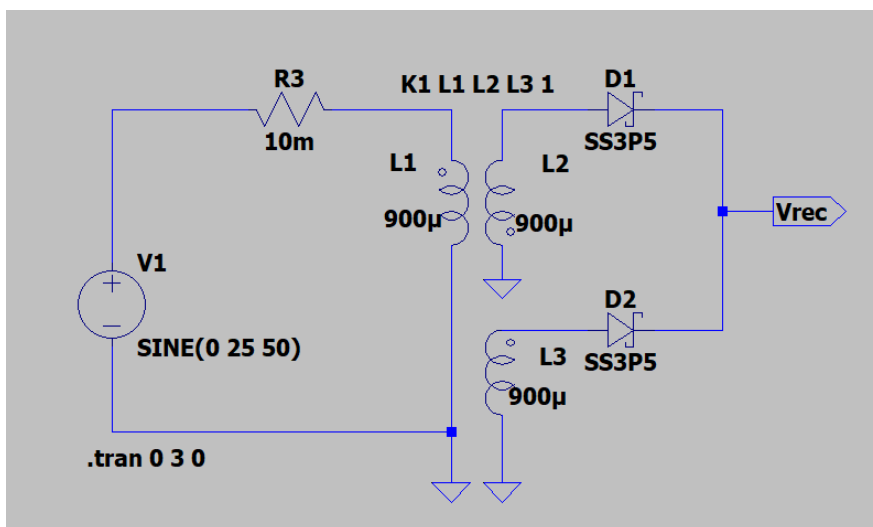 R3
10m
K1 L1 L2 L3 1
D1
SS3P5
L1
900µ
L2
900µ
Vrec
V1
SINE(0 25 50)
D2
SS3P5
L3
900µ
.tran 0 3 0